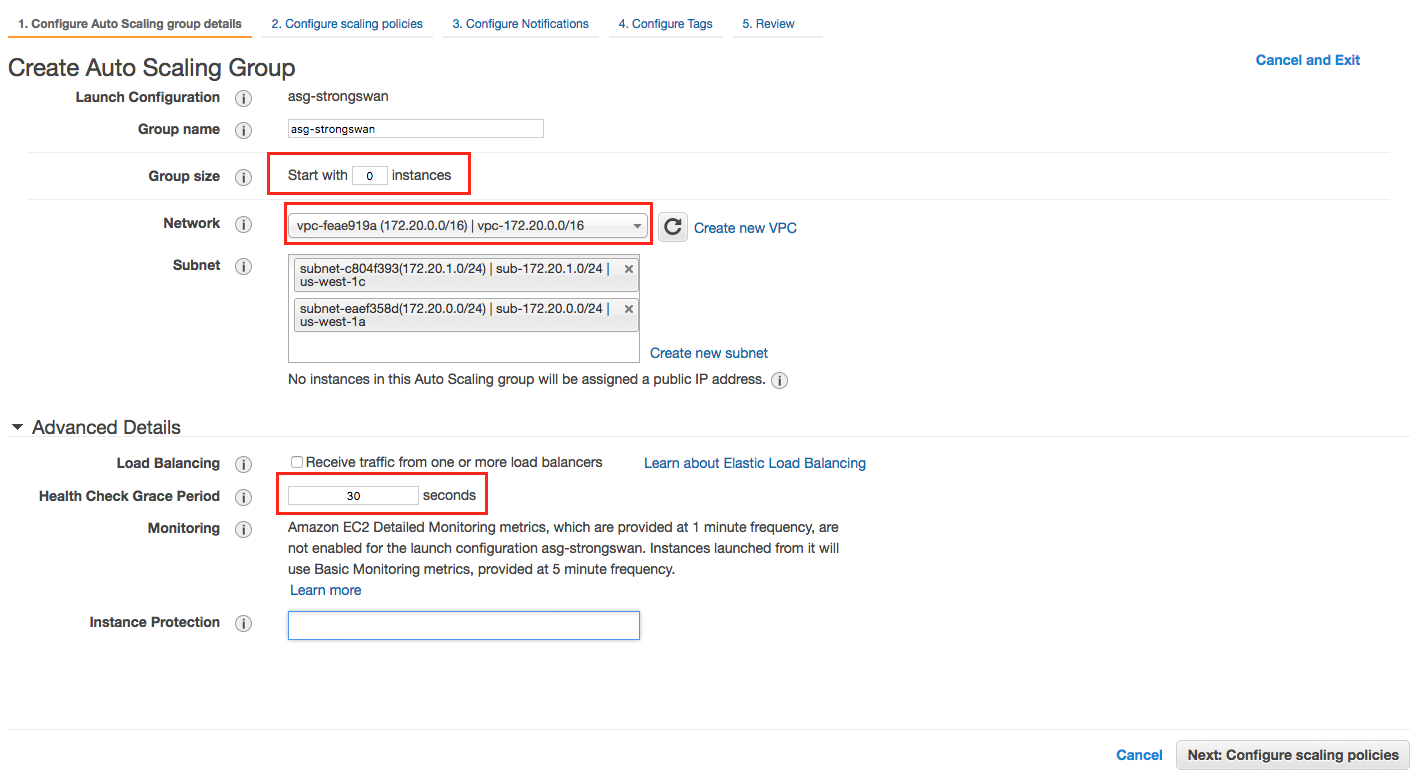 1. Configure Auto Scaling group details
2. Configure scaling policies
3. Configure Notifications
4. Configure Tags
5. Review
Create Auto Scaling Group
Cancel and Exit
Launch Configuration
asg-strongswan
Group name
asg-strongswan
Group size
Start with 0 instances
Network
vpc-feae919a (172.20.0.0/16) | vpc-172.20.0.0/16
Create new VPC
Subnet
subnet-c804f393(172.20.1.0/24) | sub-172.20.1.0/24 |
us-west-1c
subnet-eaef358d(172.20.0.0/24) | sub-172.20.0.0/24 |
us-west-1a
Create new subnet
No instances in this Auto Scaling group will be assigned a public IP address.
Advanced Details
Load Balancing
Receive traffic from one or more load balancers
Learn about Elastic Load Balancing
Health Check Grace Period
30 seconds
Monitoring
Amazon EC2 Detailed Monitoring metrics, which are provided at 1 minute frequency, are
not enabled for the launch configuration asg-strongswan. Instances launched from it will
use Basic Monitoring metrics, provided at 5 minute frequency.
Learn more
Instance Protection
Cancel
Next: Configure scaling policies